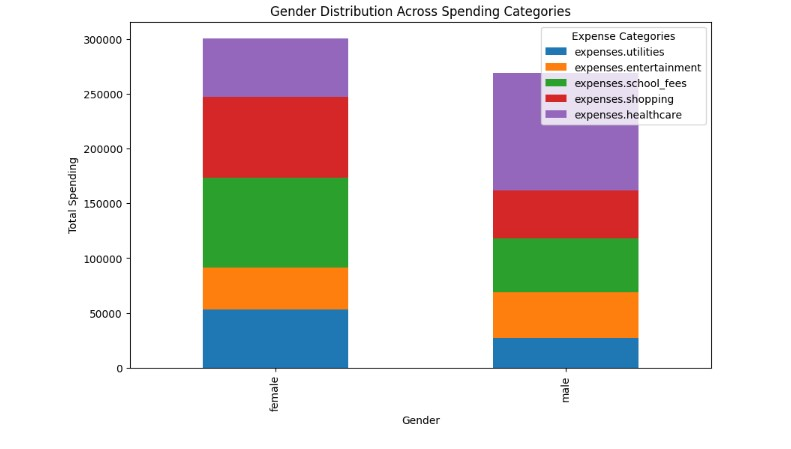 Gender Distribution Across Spending Categories
Total Spending
300000
250000
200000
150000
100000
50000
0
Expense Categories
expenses.utilities
expenses.entertainment
expenses.school_fees
expenses.shopping
expenses.healthcare
female
male
Gender